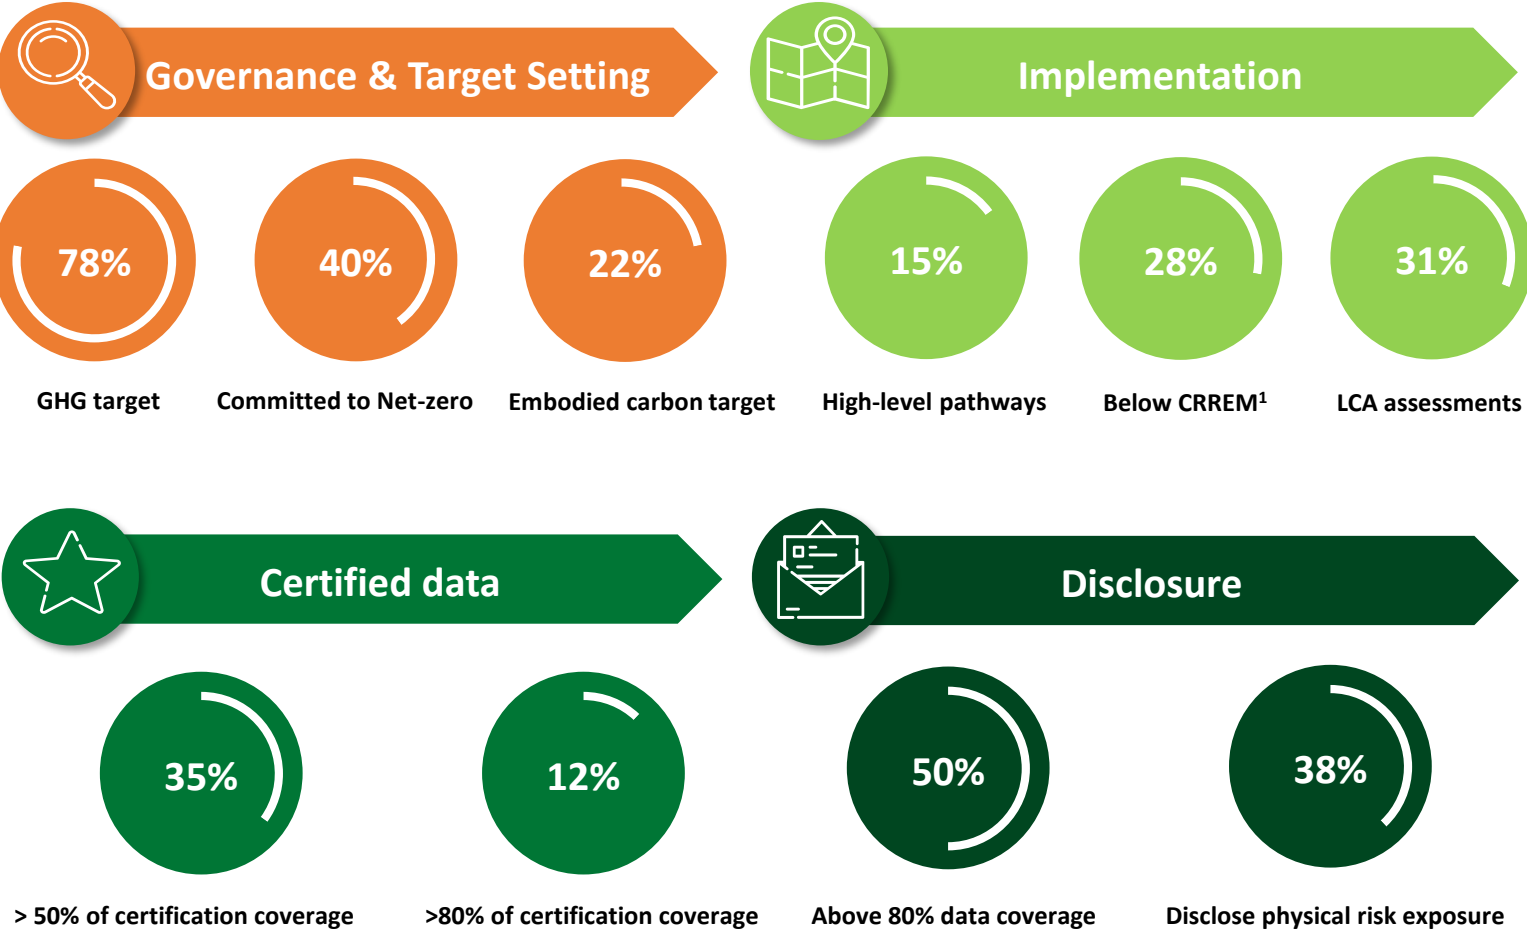 Governance & Target Setting
Implementation
78%
40%
22%
15%
28%
31%
GHG target
Committed to Net-zero
Embodied carbon target
High-level pathways
Below CRREM¹
LCA assessments
Certified data
Disclosure
35%
12%
50%
38%
> 50% of certification coverage
>80% of certification coverage
Above 80% data coverage
Disclose physical risk exposure